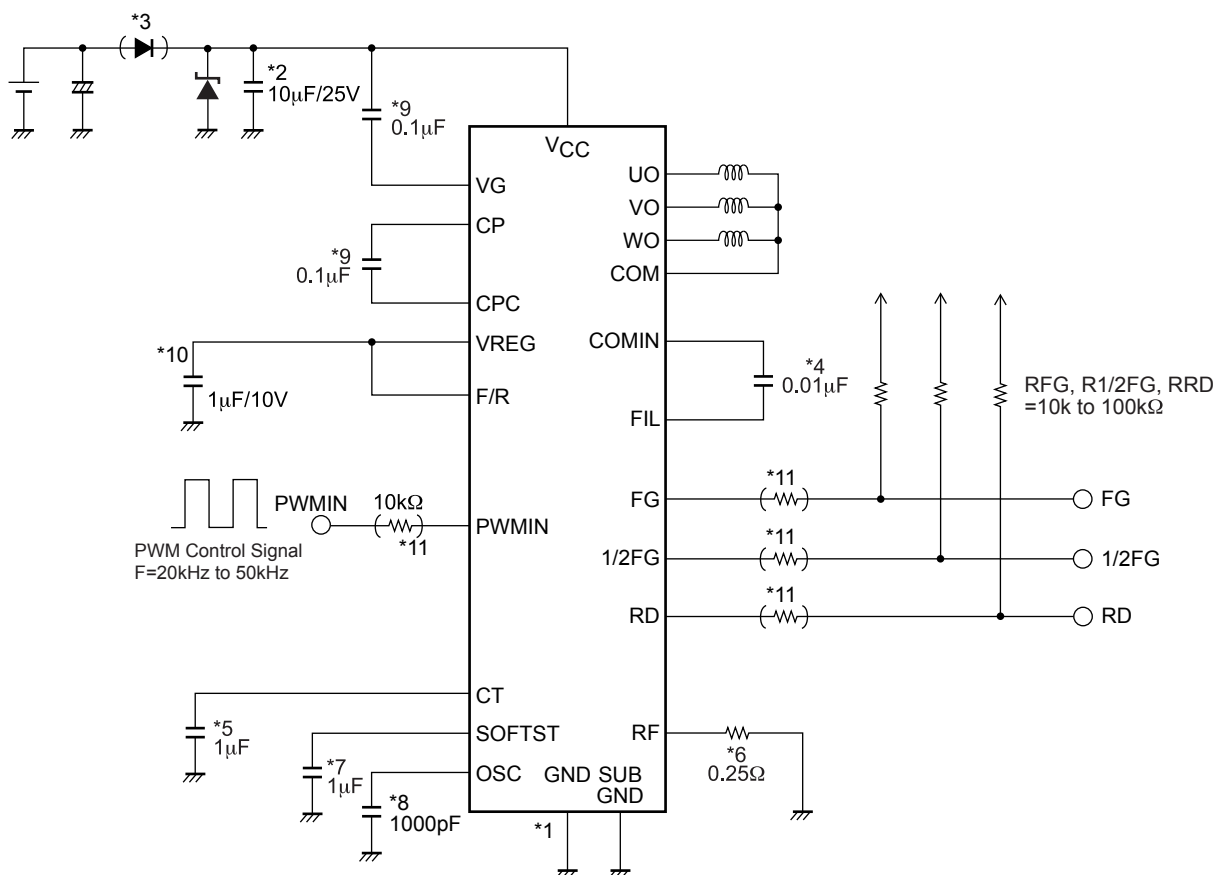 *3
*2
10μF/25V
*9
0.1μF
VCC
VG
UO
CP
VO
WO
*9
0.1μF
COM
CPC
VREG
COMIN
*10
*4
0.01μF
1μF/10V
F/R
FIL
RFG, R1/2FG, RRD
=10k to 100kΩ
PWMIN
10kΩ
*11
PWMIN
PWM Control Signal
F=20kHz to 50kHz
FG
*11
FG
1/2FG
*11
1/2FG
RD
*11
RD
CT
*5
1μF
SOFTST
*7
1μF
OSC
*8
1000pF
RF
*6
0.25Ω
GND
SUB
GND
*1